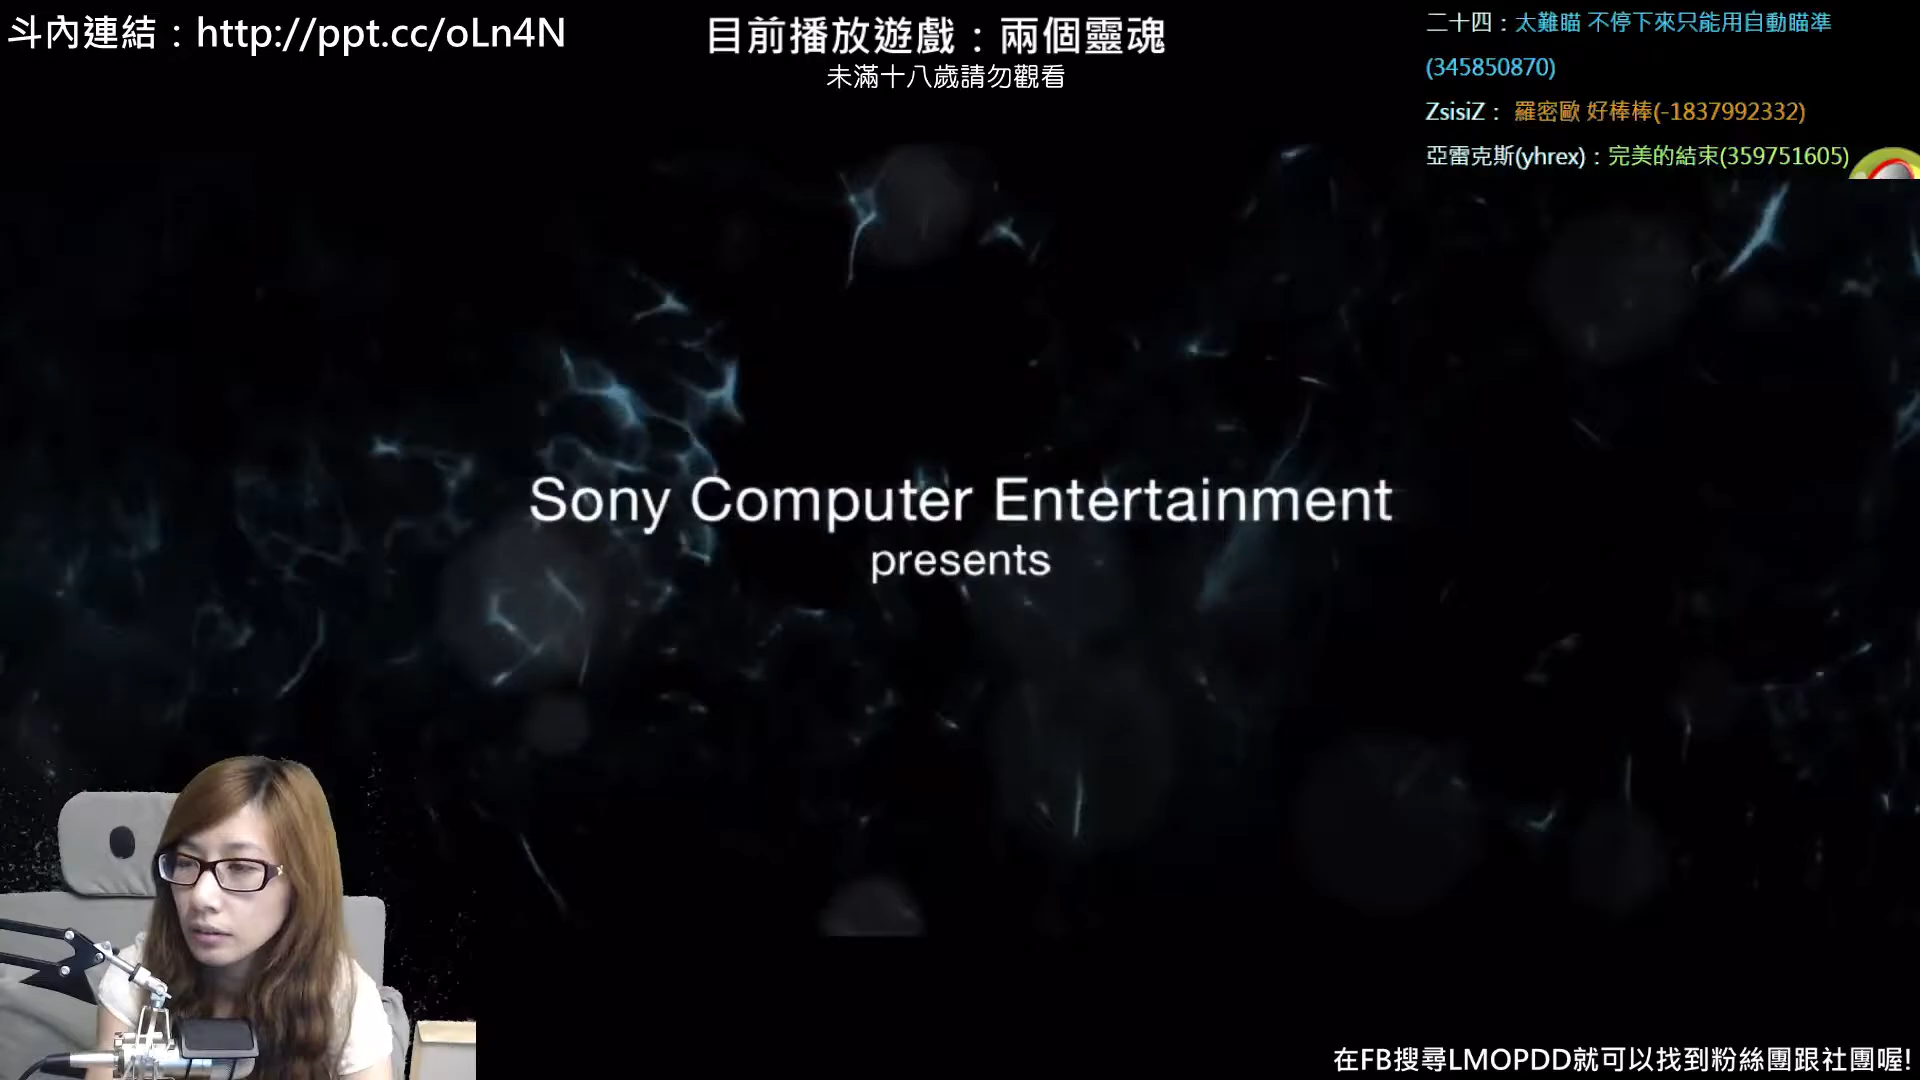 斗內連結：http://ppt.cc/oLn4N
目前播放遊戲：兩個靈魂
未滿十八歲請勿觀看
二十四：太難瞄 不停下來只能用自動瞄準
(345850870)
ZsisiZ： 羅密歐 好棒棒(-1837992332)
亞雷克斯(yhrex)：完美的結束(359751605)
Sony Computer Entertainment
presents
在FB搜尋LMOPDD就可以找到粉絲團跟社團喔!